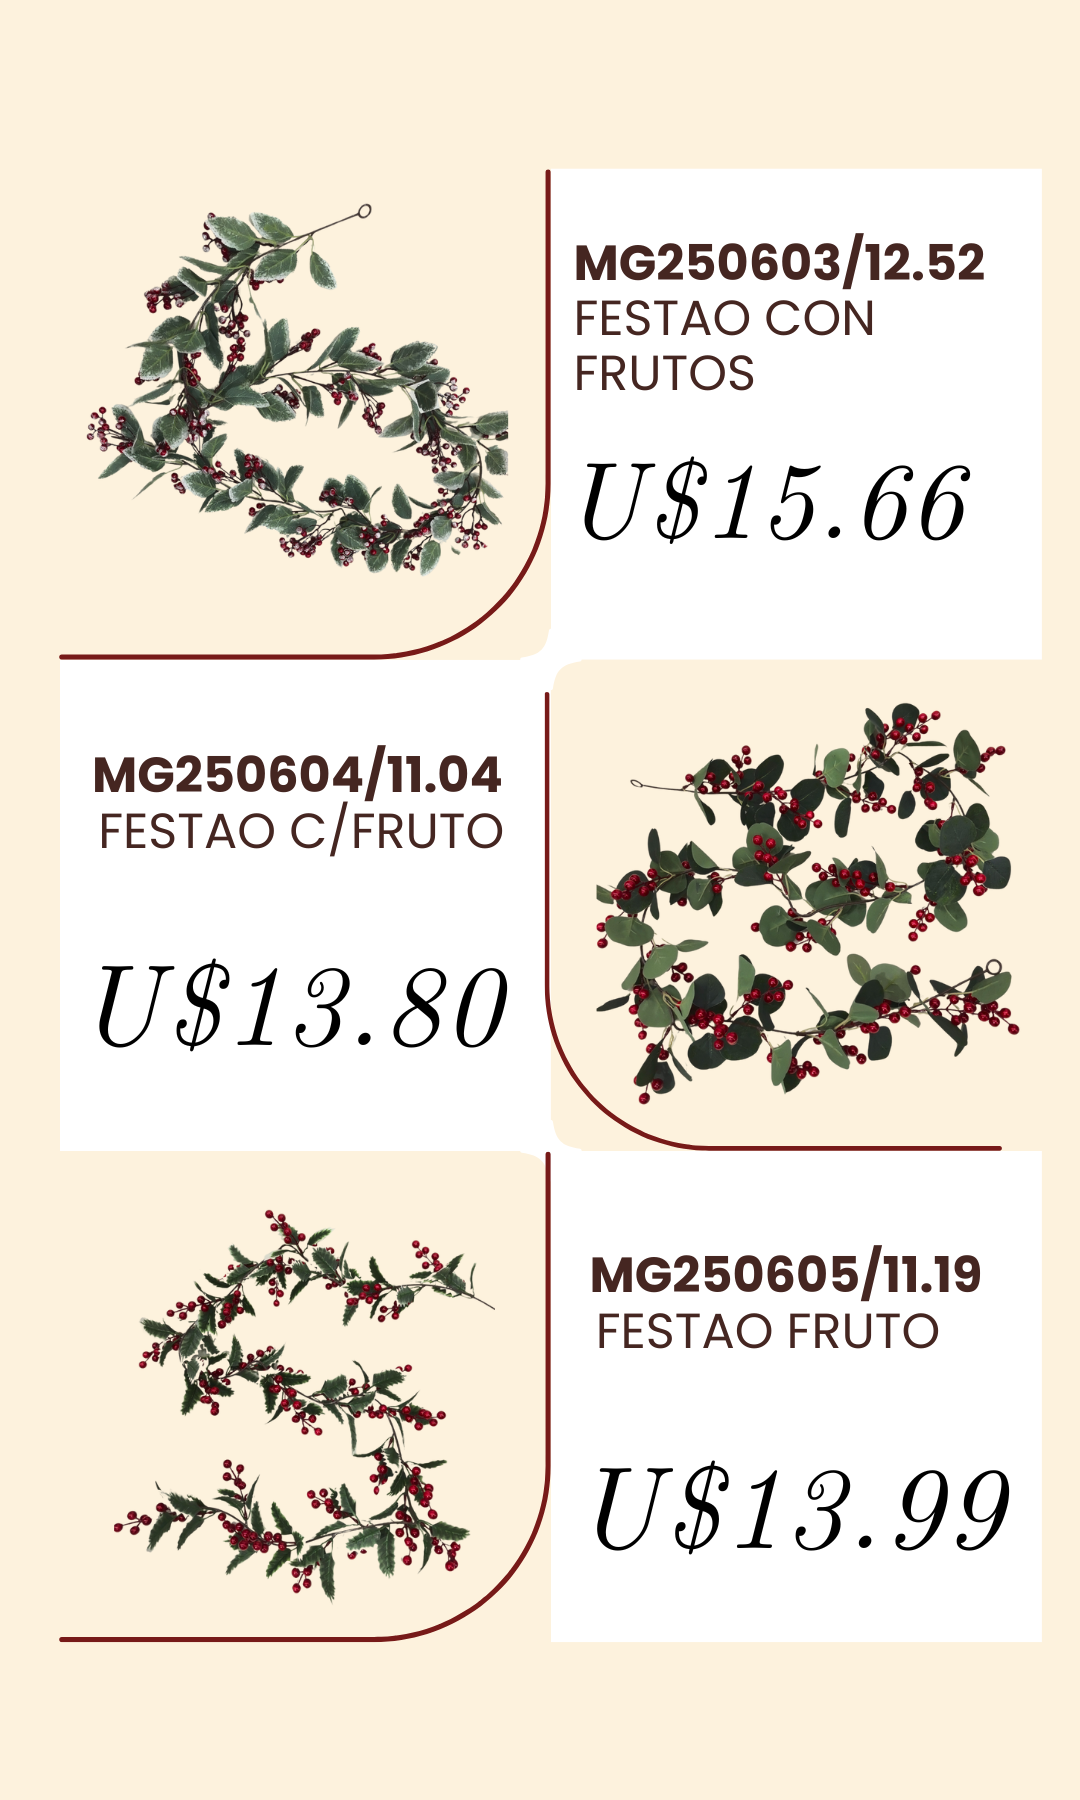 MG250603/12.52
FESTAO CON
FRUTOS
U$15.66
MG250604/11.04
FESTAO C/FRUTO
U$13.80
MG250605/11.19
FESTAO FRUTO
U$13.99